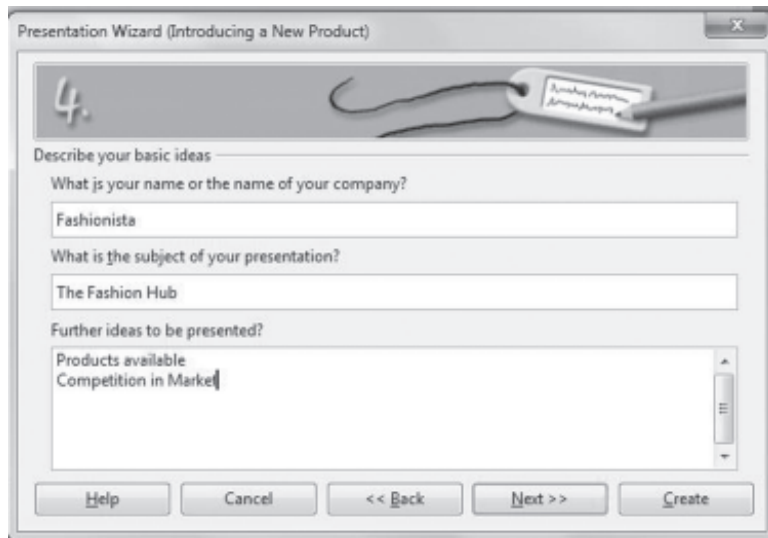 Presentation Wizard (Introducing a New Product)
4.
Describe your basic ideas
What is your name or the name of your company?
Fashionista
What is the subject of your presentation?
The Fashion Hub
Further ideas to be presented?
Products available
Competition in Market
Help Cancel << Back Next >> Create